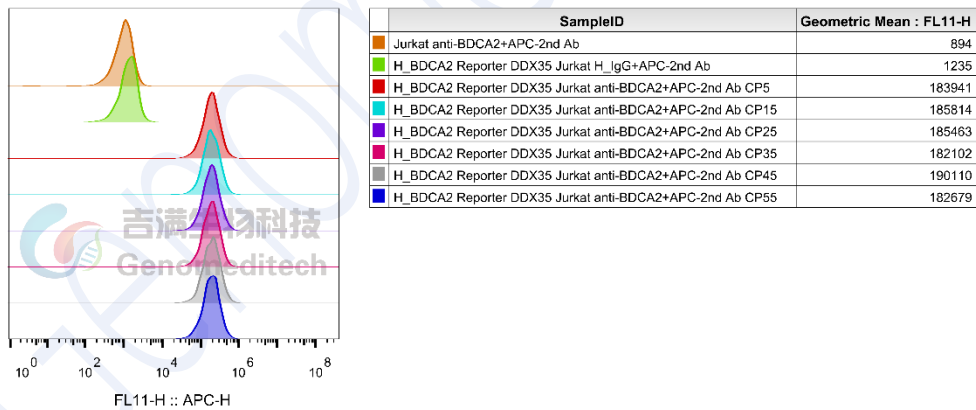 SampleID Geometric Mean : FL11-H
Jurkat anti-BDCA2+APC-2nd Ab 894
H_BDCA2 Reporter DDX35 Jurkat H_IgG+APC-2nd Ab 1235
H_BDCA2 Reporter DDX35 Jurkat anti-BDCA2+APC-2nd Ab CP5 183941
H_BDCA2 Reporter DDX35 Jurkat anti-BDCA2+APC-2nd Ab CP15 185814
H_BDCA2 Reporter DDX35 Jurkat anti-BDCA2+APC-2nd Ab CP25 185463
H_BDCA2 Reporter DDX35 Jurkat anti-BDCA2+APC-2nd Ab CP35 182102
H_BDCA2 Reporter DDX35 Jurkat anti-BDCA2+APC-2nd Ab CP45 190110
H_BDCA2 Reporter DDX35 Jurkat anti-BDCA2+APC-2nd Ab CP55 182679
吉满生物科技
Genomeditech
10^0 10^2 10^4 10^6 10^8
FL11-H :: APC-H